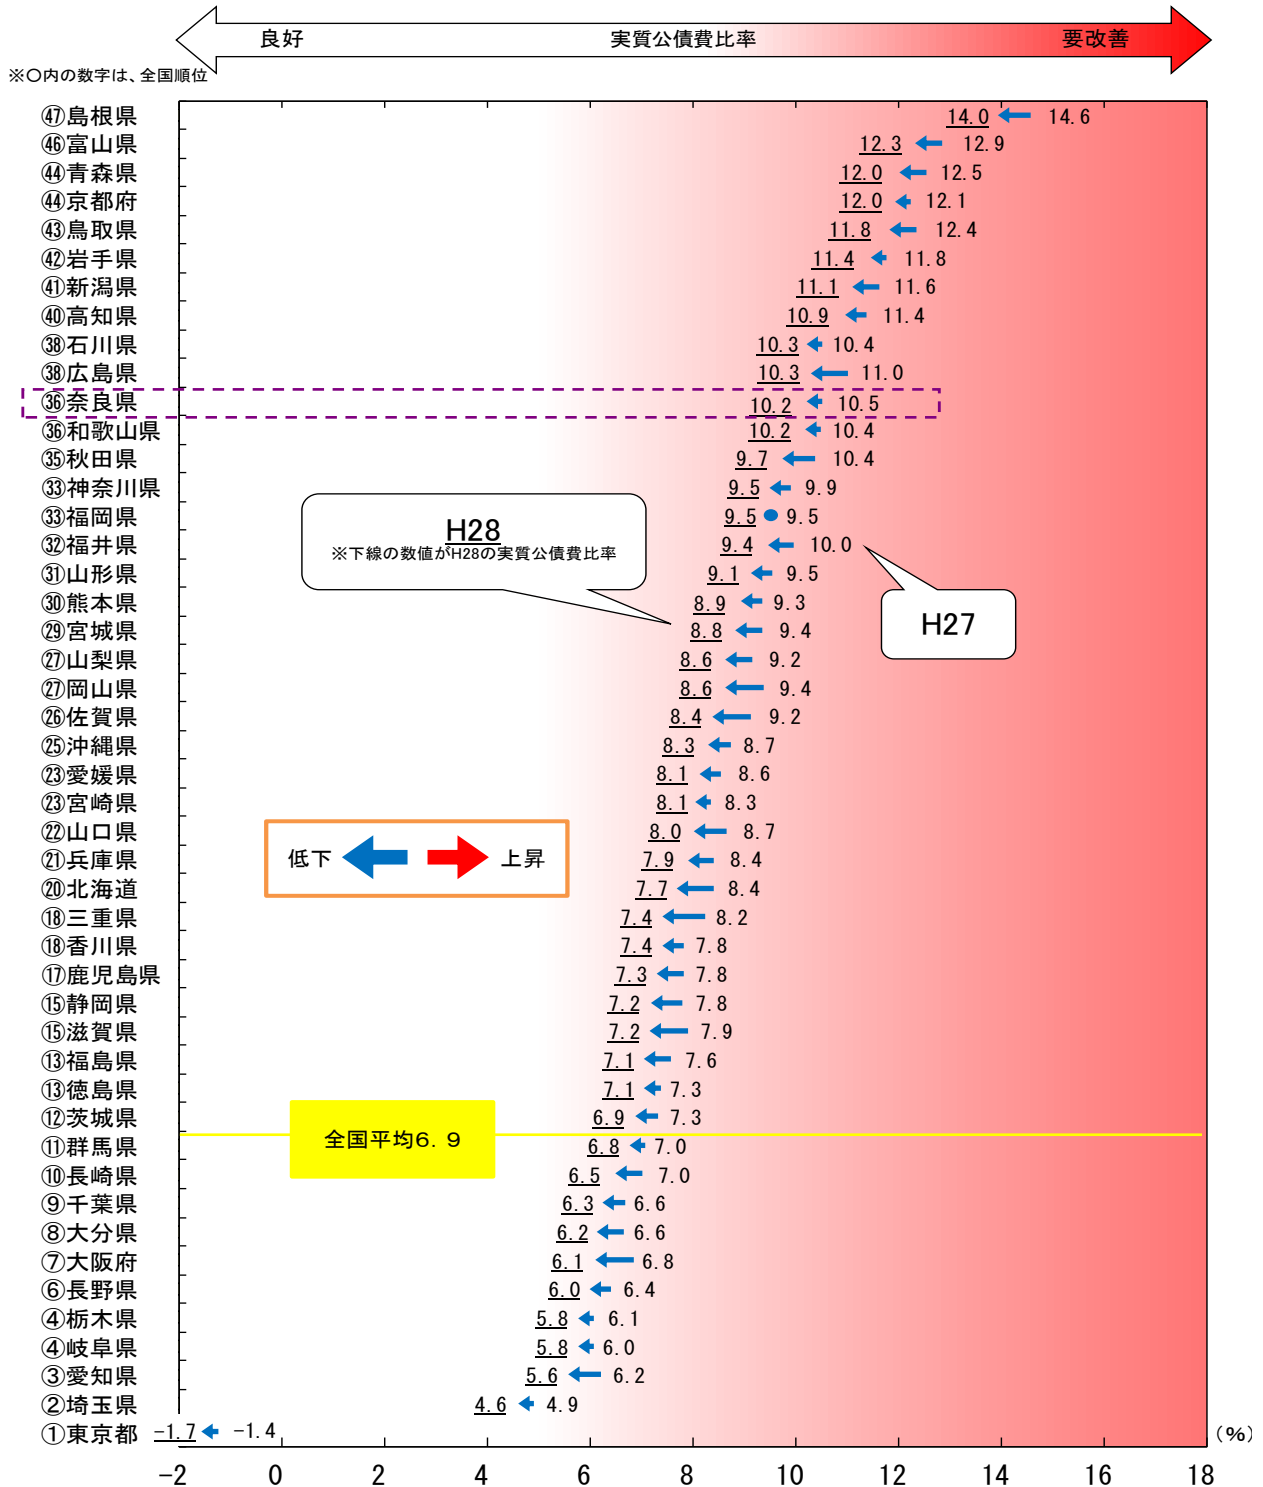 良好 実質公債費比率 要改善
※○内の数字は、全国順位
㊼島根県 14.0 14.6
㊻富山県 12.3 12.9
㊹青森県 12.0 12.5
㊹京都府 12.0 12.1
㊸鳥取県 11.8 12.4
㊷岩手県 11.4 11.8
㊶新潟県 11.1 11.6
㊵高知県 10.9 11.4
㊳石川県 10.3 10.4
㊳広島県 10.3 11.0
㊱奈良県 10.2 10.5
㊱和歌山県 10.2 10.4
㉟秋田県 9.7 10.4
㉝神奈川県 9.5 9.9
㉝福岡県 9.5 9.5
㉜福井県 9.4 10.0
㉛山形県 9.1 9.5
㉚熊本県 8.9 9.3
㉙宮城県 8.8 9.4
㉗山梨県 8.6 9.2
㉗岡山県 8.6 9.4
㉖佐賀県 8.4 9.2
㉕沖縄県 8.3 8.7
㉓愛媛県 8.1 8.6
㉓宮崎県 8.1 8.3
㉒山口県 8.0 8.7
㉑兵庫県 7.9 8.4
⑳北海道 7.7 8.4
⑱三重県 7.4 8.2
⑱香川県 7.4 7.8
⑰鹿児島県 7.3 7.8
⑮静岡県 7.2 7.8
⑮滋賀県 7.2 7.9
⑬福島県 7.1 7.6
⑬徳島県 7.1 7.3
⑫茨城県 6.9 7.3
⑪群馬県 6.8 7.0
⑩長崎県 6.5 7.0
⑨千葉県 6.3 6.6
⑧大分県 6.2 6.6
⑦大阪府 6.1 6.8
⑥長野県 6.0 6.4
④栃木県 5.8 6.1
④岐阜県 5.8 6.0
③愛知県 5.6 6.2
②埼玉県 4.6 4.9
①東京都 -1.7 -1.4
H28
※下線の数値がH28の実質公債費比率
H27
低下 上昇
全国平均6.9
(%)
-2 0 2 4 6 8 10 12 14 16 18